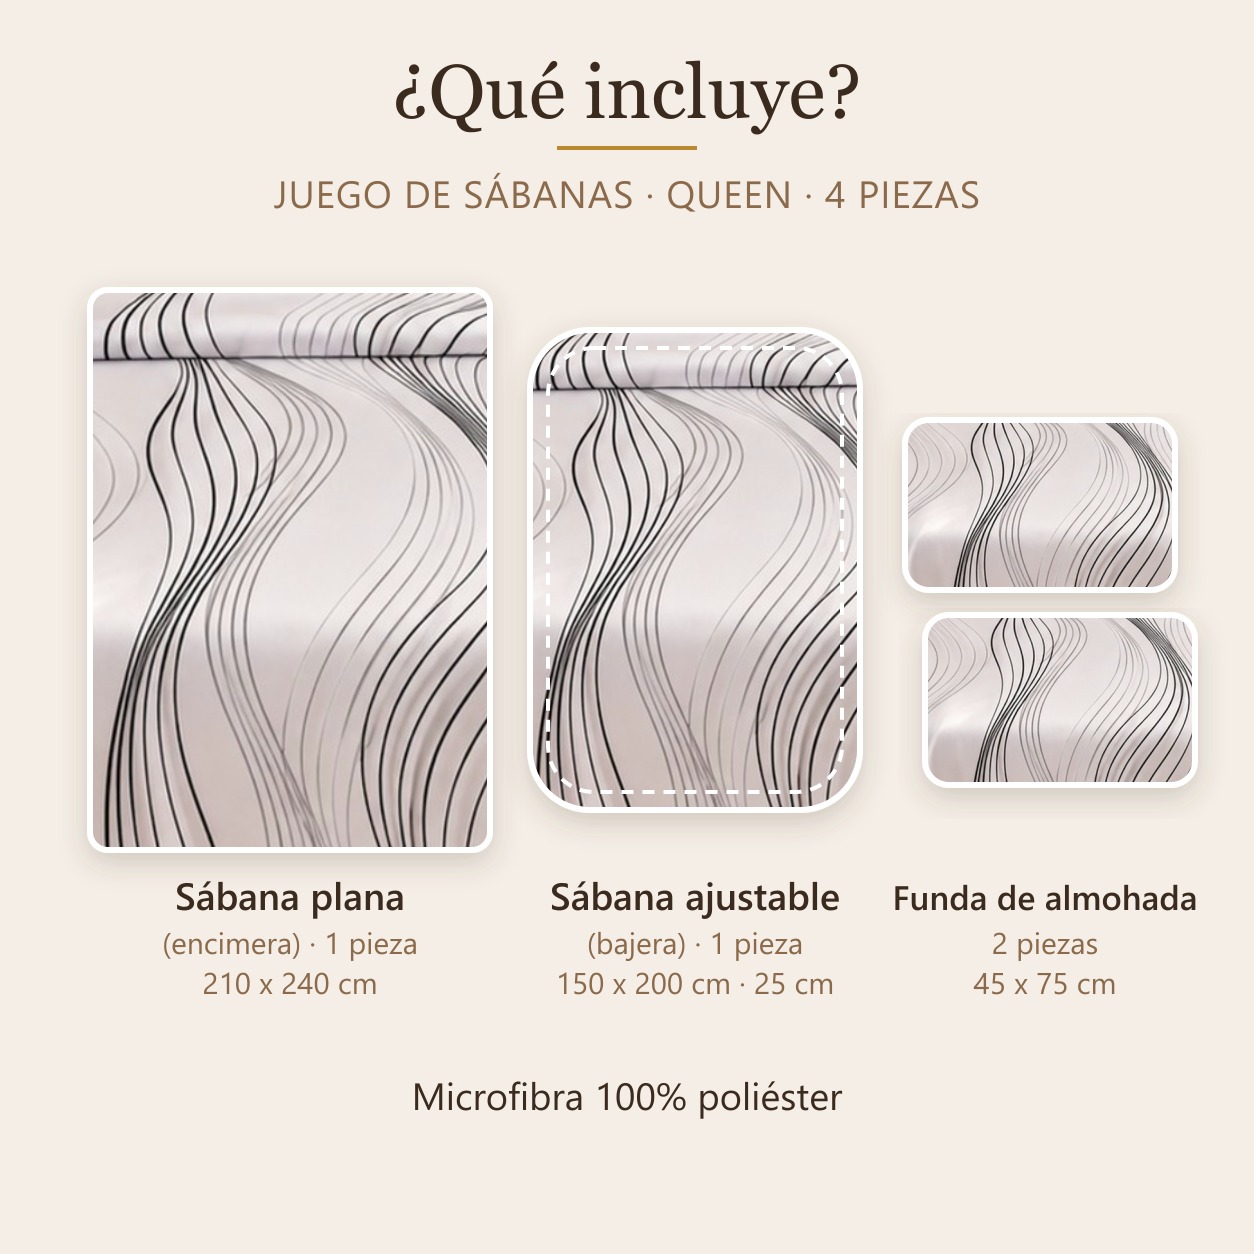 ¿Qué incluye?
JUEGO DE SÁBANAS · QUEEN · 4 PIEZAS
Sábana plana
(encimera) · 1 pieza
210 x 240 cm
Sábana ajustable
(bajera) · 1 pieza
150 x 200 cm · 25 cm
Funda de almohada
2 piezas
45 x 75 cm
Microfibra 100% poliéster